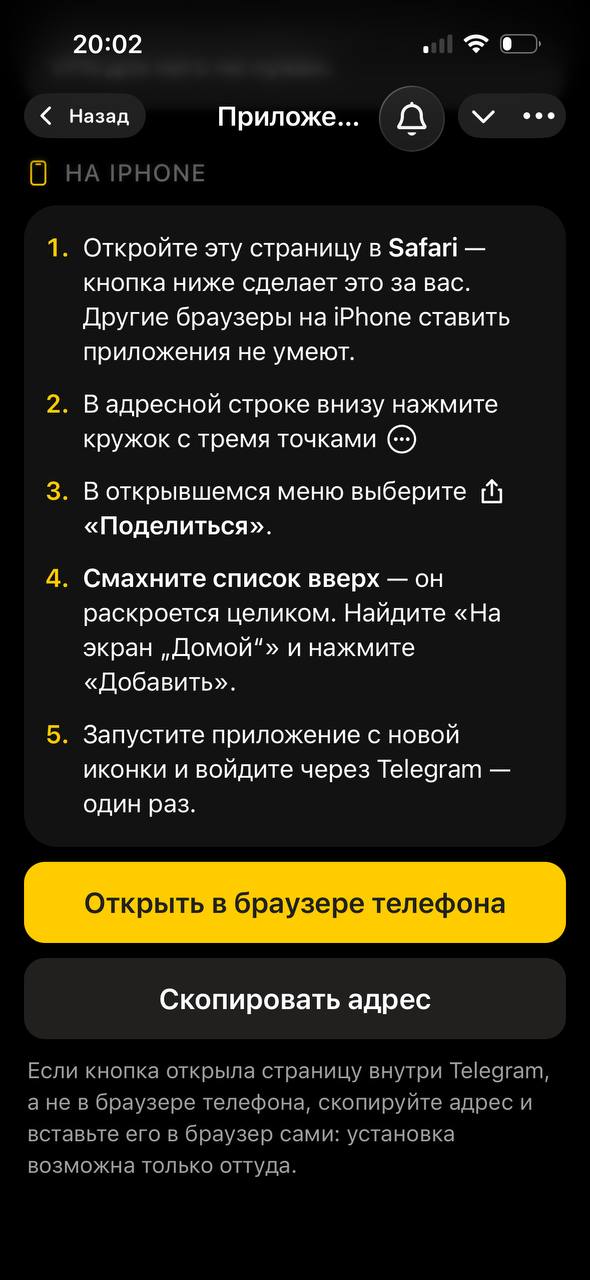 20:02
Назад
Приложе...
НА IPHONE
1. Откройте эту страницу в Safari —
кнопка ниже сделает это за вас.
Другие браузеры на iPhone ставить
приложения не умеют.
2. В адресной строке внизу нажмите
кружок с тремя точками
3. В открывшемся меню выберите
«Поделиться».
4. Смахните список вверх — он
раскроется целиком. Найдите «На
экран „Домой“» и нажмите
«Добавить».
5. Запустите приложение с новой
иконки и войдите через Telegram —
один раз.
Открыть в браузере телефона
Скопировать адрес
Если кнопка открыла страницу внутри Telegram,
а не в браузере телефона, скопируйте адрес и
вставьте его в браузер сами: установка
возможна только оттуда.